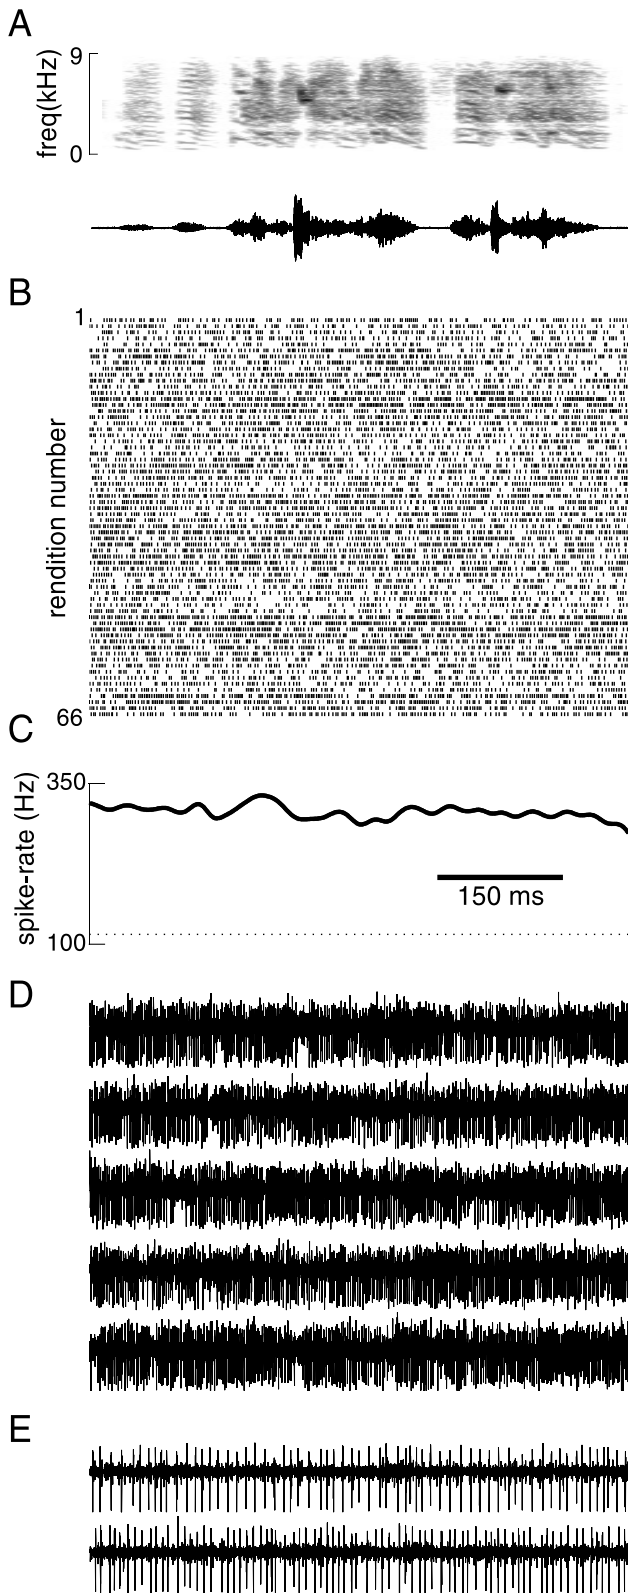 A
freq(kHz)
9
0
B
rendition number
1
66
C
spike-rate (Hz)
350
100
150 ms
D
E